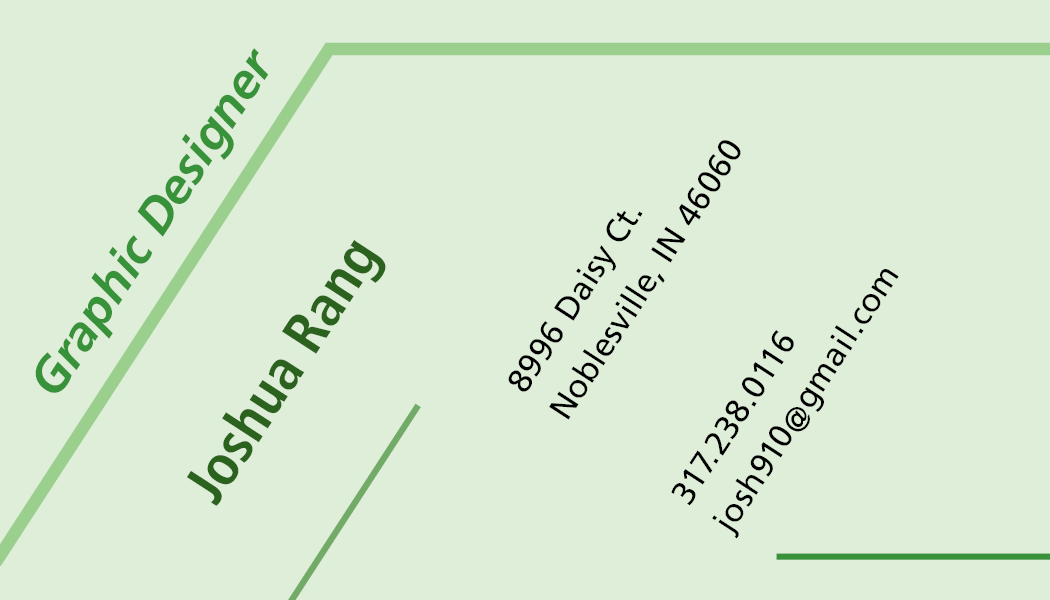 Graphic Designer
Joshua Rang
8996 Daisy Ct.
Noblesville, IN 46060
317.238.0116
josh910@gmail.com